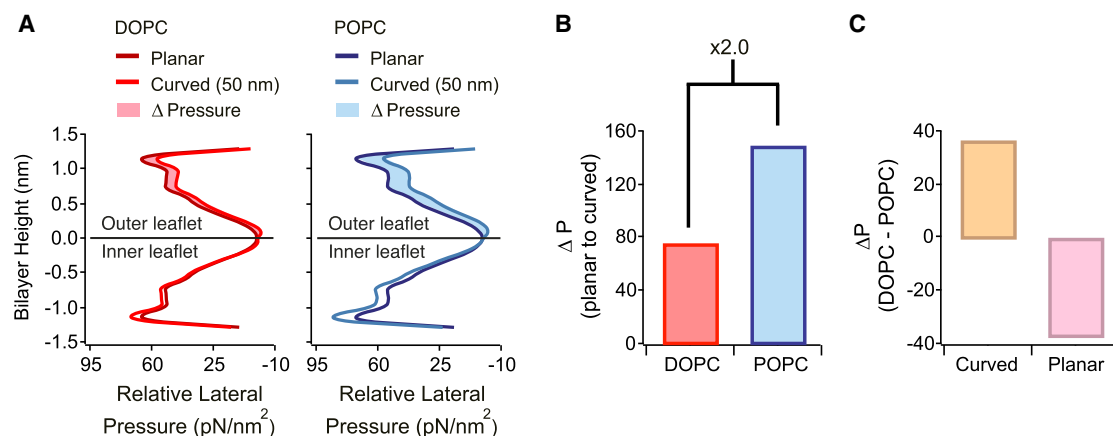 A
DOPC
Planar
Curved (50 nm)
Δ Pressure
POPC
Planar
Curved (50 nm)
Δ Pressure
Bilayer Height (nm)
1.5
1.0
0.5
0.0
-0.5
-1.0
-1.5
Outer leaflet
Inner leaflet
Outer leaflet
Inner leaflet
95 60 25 -10
95 60 25 -10
Relative Lateral
Pressure (pN/nm²)
Relative Lateral
Pressure (pN/nm²)
B
x2.0
Δ P
(planar to curved)
160
120
80
40
0
DOPC POPC
C
ΔP
(DOPC - POPC)
40
20
0
-20
-40
Curved Planar